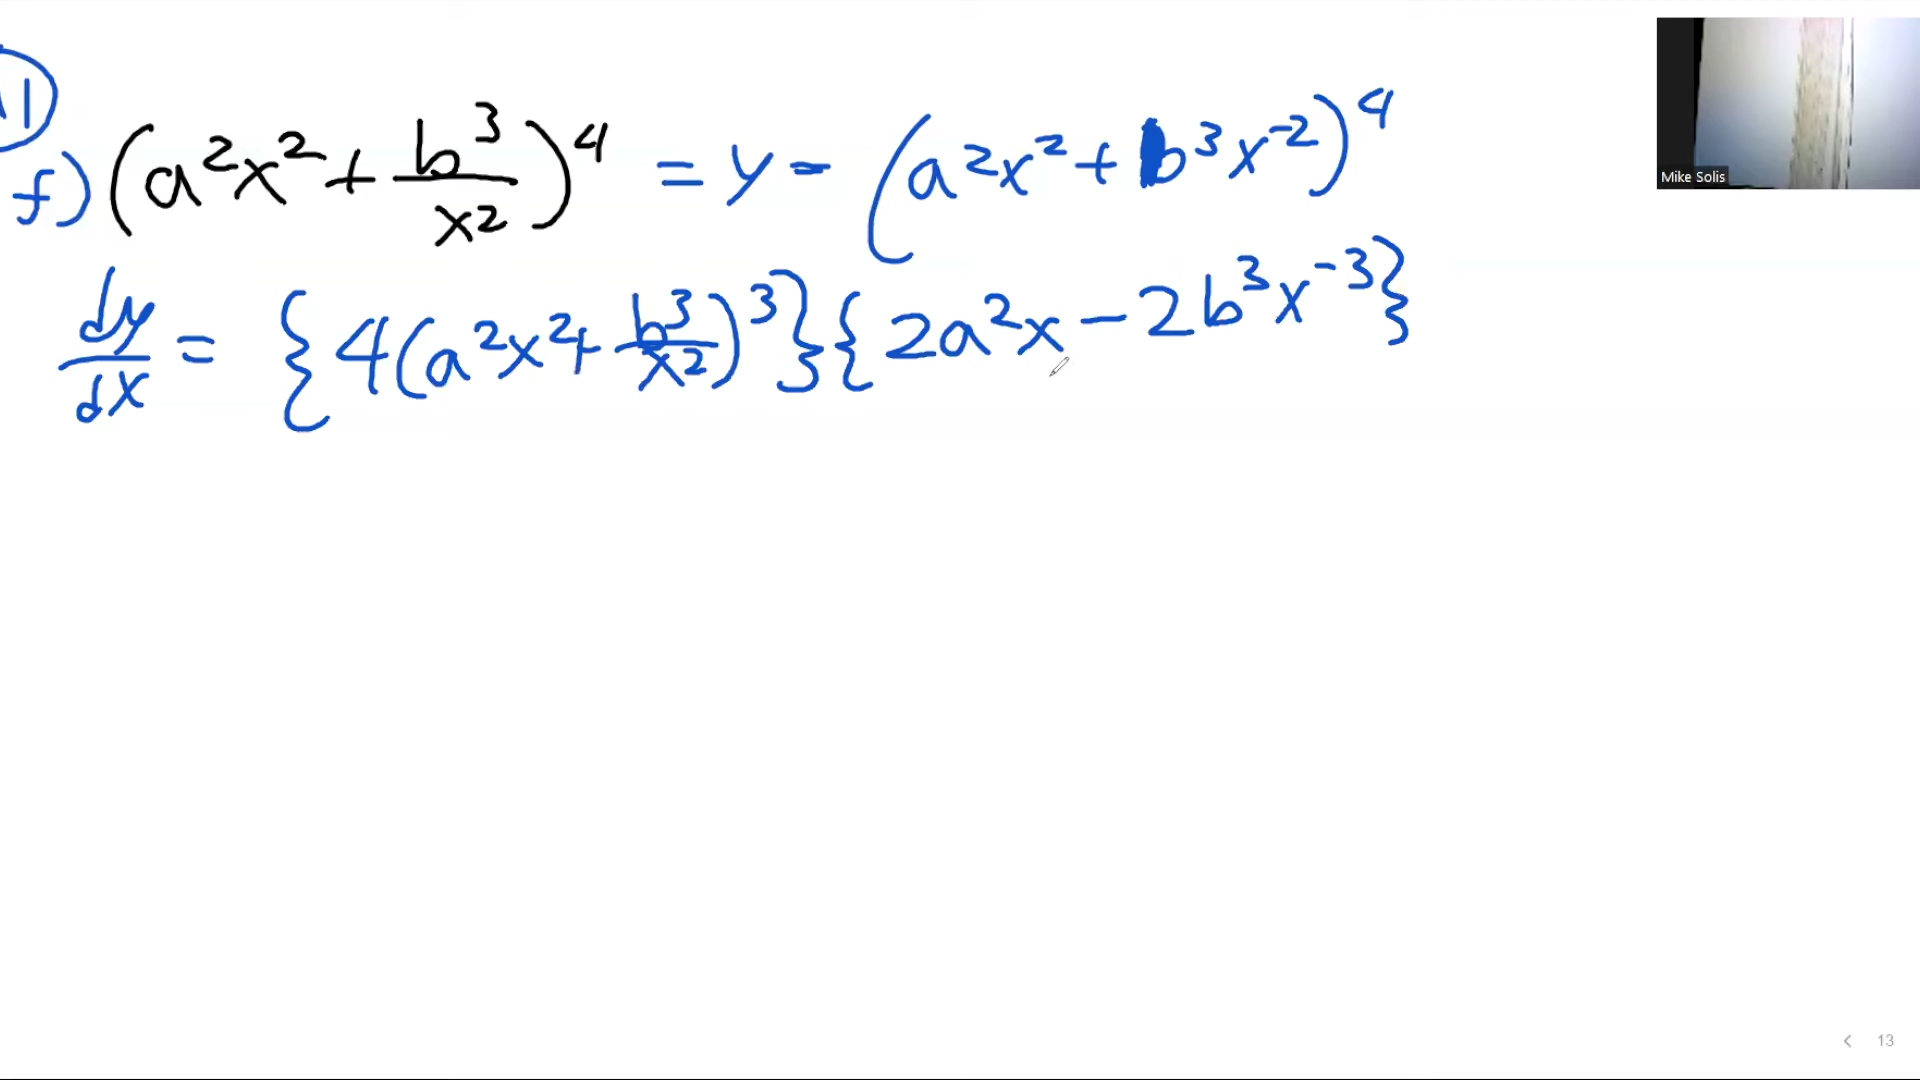 11
f) (a²x² + b³/x²)⁴ = y = (a²x² + b³x⁻²)⁴
dy/dx = {4(a²x² + b³/x²)³}{2a²x - 2b³x⁻³}
Mike Solis
< 13